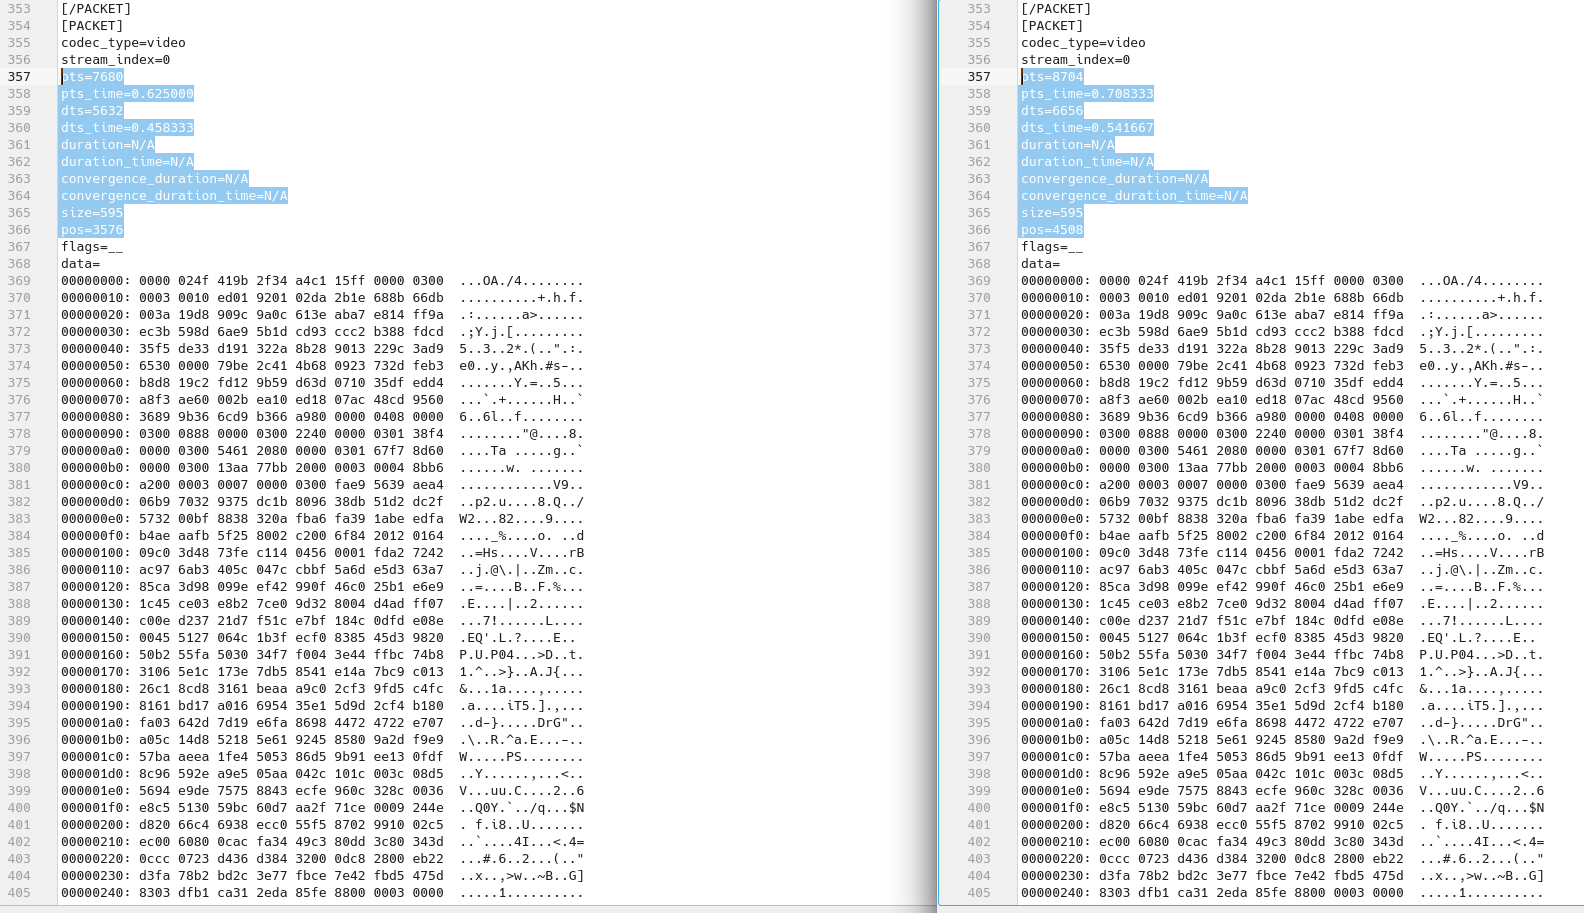 353 [/PACKET]
354 [PACKET]
355 codec_type=video
356 stream_index=0
357 pts=7680
358 pts_time=0.625000
359 dts=5632
360 dts_time=0.458333
361 duration=N/A
362 duration_time=N/A
363 convergence_duration=N/A
364 convergence_duration_time=N/A
365 size=595
366 pos=3576
367 flags=__
368 data=
369 00000000: 0000 024f 419b 2f34 a4c1 15ff 0000 0300  ...OA./4........
370 00000010: 0003 0010 ed01 9201 02da 2b1e 688b 66db  ..........+.h.f.
371 00000020: 003a 19d8 909c 9a0c 613e aba7 e814 ff9a  .:......a>......
372 00000030: ec3b 598d 6ae9 5b1d cd93 ccc2 b388 fdcd  .;Y.j.[.........
373 00000040: 35f5 de33 d191 322a 8b28 9013 229c 3ad9  5..3..2*.(..".:.
374 00000050: 6530 0000 79be 2c41 4b68 0923 732d feb3  e0..y.,AKh.#s-..
375 00000060: b8d8 19c2 fd12 9b59 d63d 0710 35df edd4  .......Y.=..5...
376 00000070: a8f3 ae60 002b ea10 ed18 07ac 48cd 9560  ...`.+......H..`
377 00000080: 3689 9b36 6cd9 b366 a980 0000 0408 0000  6..6l..f........
378 00000090: 0300 0888 0000 0300 2240 0000 0301 38f4  ........"@....8.
379 000000a0: 0000 0300 5461 2080 0000 0301 67f7 8d60  ....Ta .....g..`
380 000000b0: 0000 0300 13aa 77bb 2000 0003 0004 8bb6  ......w. .......
381 000000c0: a200 0003 0007 0000 0300 fae9 5639 aea4  ............V9..
382 000000d0: 06b9 7032 9375 dc1b 8096 38db 51d2 dc2f  ..p2.u....8.Q../
383 000000e0: 5732 00bf 8838 320a fba6 fa39 1abe edfa  W2...82....9....
384 000000f0: b4ae aafb 5f25 8002 c200 6f84 2012 0164  ...._%....o. ..d
385 00000100: 09c0 3d48 73fe c114 0456 0001 fda2 7242  ..=Hs....V....rB
386 00000110: ac97 6ab3 405c 047c cbbf 5a6d e5d3 63a7  ..j.@\.|..Zm..c.
387 00000120: 85ca 3d98 099e ef42 990f 46c0 25b1 e6e9  ..=....B..F.%...
388 00000130: 1c45 ce03 e8b2 7ce0 9d32 8004 d4ad ff07  .E....|..2......
389 00000140: c00e d237 21d7 f51c e7bf 184c 0dfd e08e  ...7!......L....
390 00000150: 0045 5127 064c 1b3f ecf0 8385 45d3 9820  .EQ'.L.?....E..
391 00000160: 50b2 55fa 5030 34f7 f004 3e44 ffbc 74b8  P.U.P04...>D..t.
392 00000170: 3106 5e1c 173e 7db5 8541 e14a 7bc9 c013  1.^..>}..A.J{...
393 00000180: 26c1 8cd8 3161 beaa a9c0 2cf3 9fd5 c4fc  &...1a....,.....
394 00000190: 8161 bd17 a016 6954 35e1 5d9d 2cf4 b180  .a....iT5.].,...
395 000001a0: fa03 642d 7d19 e6fa 8698 4472 4722 e707  ..d-}.....DrG"..
396 000001b0: a05c 14d8 5218 5e61 9245 8580 9a2d f9e9  .\..R.^a.E...-..
397 000001c0: 57ba aeea 1fe4 5053 86d5 9b91 ee13 0fdf  W.....PS........
398 000001d0: 8c96 592e a9e5 05aa 042c 101c 003c 08d5  ..Y......,...<..
399 000001e0: 5694 e9de 7575 8843 ecfe 960c 328c 0036  V...uu.C....2..6
400 000001f0: e8c5 5130 59bc 60d7 aa2f 71ce 0009 244e  ..Q0Y.`../q...$N
401 00000200: d820 66c4 6938 ecc0 55f5 8702 9910 02c5  . f.i8..U.......
402 00000210: ec00 6080 0cac fa34 49c3 80dd 3c80 343d  ..`....4I...<.4=
403 00000220: 0ccc 0723 d436 d384 3200 0dc8 2800 eb22  ...#.6..2...(.."
404 00000230: d3fa 78b2 bd2c 3e77 fbce 7e42 fbd5 475d  ..x..,>w..~B..G]
405 00000240: 8303 dfb1 ca31 2eda 85fe 8800 0003 0000  .....1..........
353 [/PACKET]
354 [PACKET]
355 codec_type=video
356 stream_index=0
357 pts=8704
358 pts_time=0.708333
359 dts=6656
360 dts_time=0.541667
361 duration=N/A
362 duration_time=N/A
363 convergence_duration=N/A
364 convergence_duration_time=N/A
365 size=595
366 pos=4508
367 flags=__
368 data=
369 00000000: 0000 024f 419b 2f34 a4c1 15ff 0000 0300  ...OA./4........
370 00000010: 0003 0010 ed01 9201 02da 2b1e 688b 66db  ..........+.h.f.
371 00000020: 003a 19d8 909c 9a0c 613e aba7 e814 ff9a  .:......a>......
372 00000030: ec3b 598d 6ae9 5b1d cd93 ccc2 b388 fdcd  .;Y.j.[.........
373 00000040: 35f5 de33 d191 322a 8b28 9013 229c 3ad9  5..3..2*.(..".:.
374 00000050: 6530 0000 79be 2c41 4b68 0923 732d feb3  e0..y.,AKh.#s-..
375 00000060: b8d8 19c2 fd12 9b59 d63d 0710 35df edd4  .......Y.=..5...
376 00000070: a8f3 ae60 002b ea10 ed18 07ac 48cd 9560  ...`.+......H..`
377 00000080: 3689 9b36 6cd9 b366 a980 0000 0408 0000  6..6l..f........
378 00000090: 0300 0888 0000 0300 2240 0000 0301 38f4  ........"@....8.
379 000000a0: 0000 0300 5461 2080 0000 0301 67f7 8d60  ....Ta .....g..`
380 000000b0: 0000 0300 13aa 77bb 2000 0003 0004 8bb6  ......w. .......
381 000000c0: a200 0003 0007 0000 0300 fae9 5639 aea4  ............V9..
382 000000d0: 06b9 7032 9375 dc1b 8096 38db 51d2 dc2f  ..p2.u....8.Q../
383 000000e0: 5732 00bf 8838 320a fba6 fa39 1abe edfa  W2...82....9....
384 000000f0: b4ae aafb 5f25 8002 c200 6f84 2012 0164  ...._%....o. ..d
385 00000100: 09c0 3d48 73fe c114 0456 0001 fda2 7242  ..=Hs....V....rB
386 00000110: ac97 6ab3 405c 047c cbbf 5a6d e5d3 63a7  ..j.@\.|..Zm..c.
387 00000120: 85ca 3d98 099e ef42 990f 46c0 25b1 e6e9  ..=....B..F.%...
388 00000130: 1c45 ce03 e8b2 7ce0 9d32 8004 d4ad ff07  .E....|..2......
389 00000140: c00e d237 21d7 f51c e7bf 184c 0dfd e08e  ...7!......L....
390 00000150: 0045 5127 064c 1b3f ecf0 8385 45d3 9820  .EQ'.L.?....E..
391 00000160: 50b2 55fa 5030 34f7 f004 3e44 ffbc 74b8  P.U.P04...>D..t.
392 00000170: 3106 5e1c 173e 7db5 8541 e14a 7bc9 c013  1.^..>}..A.J{...
393 00000180: 26c1 8cd8 3161 beaa a9c0 2cf3 9fd5 c4fc  &...1a....,.....
394 00000190: 8161 bd17 a016 6954 35e1 5d9d 2cf4 b180  .a....iT5.].,...
395 000001a0: fa03 642d 7d19 e6fa 8698 4472 4722 e707  ..d-}.....DrG"..
396 000001b0: a05c 14d8 5218 5e61 9245 8580 9a2d f9e9  .\..R.^a.E...-..
397 000001c0: 57ba aeea 1fe4 5053 86d5 9b91 ee13 0fdf  W.....PS........
398 000001d0: 8c96 592e a9e5 05aa 042c 101c 003c 08d5  ..Y......,...<..
399 000001e0: 5694 e9de 7575 8843 ecfe 960c 328c 0036  V...uu.C....2..6
400 000001f0: e8c5 5130 59bc 60d7 aa2f 71ce 0009 244e  ..Q0Y.`../q...$N
401 00000200: d820 66c4 6938 ecc0 55f5 8702 9910 02c5  . f.i8..U.......
402 00000210: ec00 6080 0cac fa34 49c3 80dd 3c80 343d  ..`....4I...<.4=
403 00000220: 0ccc 0723 d436 d384 3200 0dc8 2800 eb22  ...#.6..2...(.."
404 00000230: d3fa 78b2 bd2c 3e77 fbce 7e42 fbd5 475d  ..x..,>w..~B..G]
405 00000240: 8303 dfb1 ca31 2eda 85fe 8800 0003 0000  .....1..........